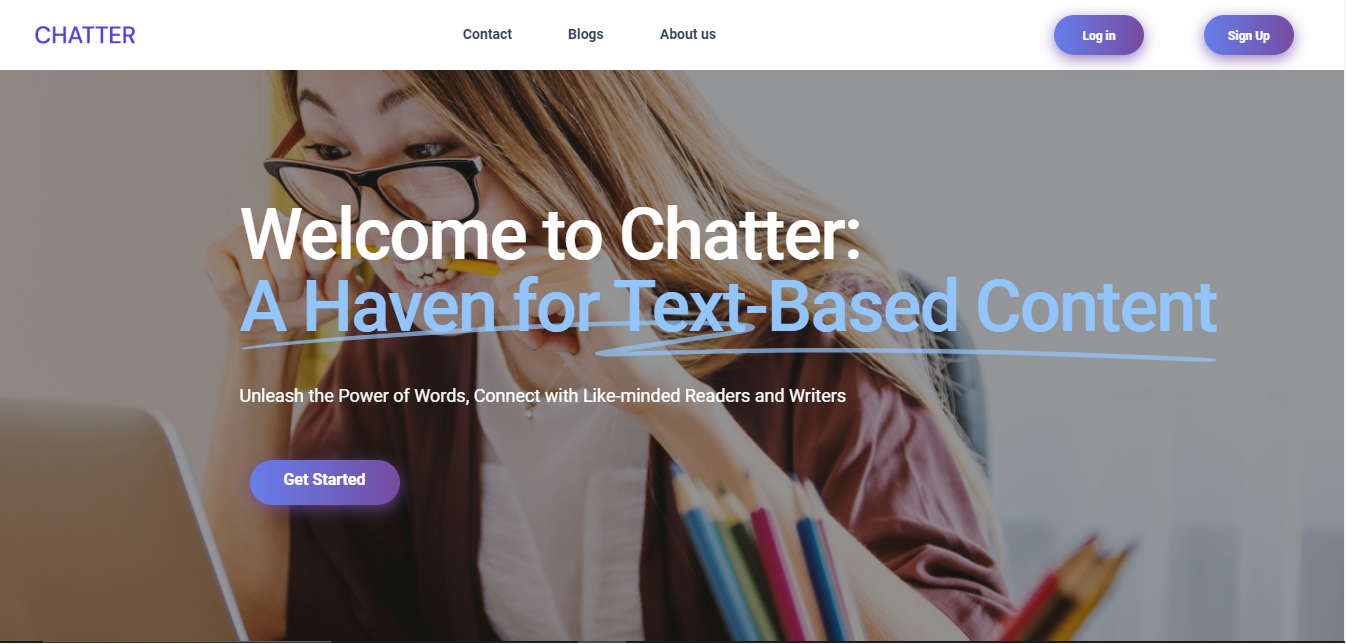 CHATTER
Contact
Blogs
About us
Log in
Sign Up
Welcome to Chatter:
A Haven for Text-Based Content
Unleash the Power of Words, Connect with Like-minded Readers and Writers
Get Started